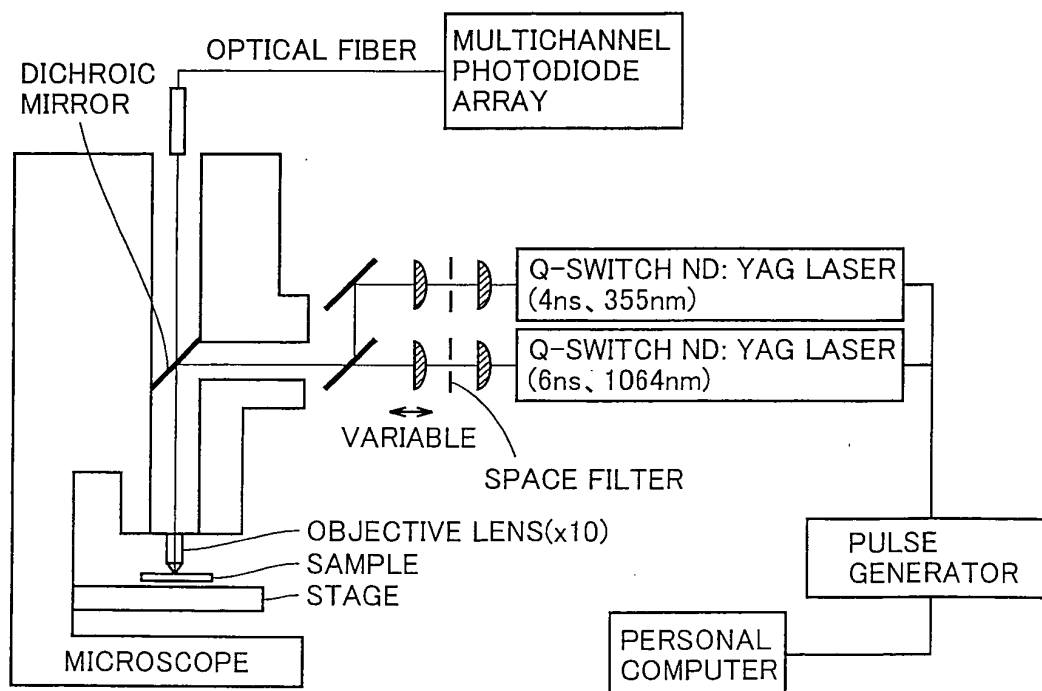 OPTICAL FIBER
MULTICHANNEL
PHOTODIODE
ARRAY
DICHROIC
MIRROR
Q-SWITCH ND: YAG LASER
(4ns、355nm)
Q-SWITCH ND: YAG LASER
(6ns、1064nm)
VARIABLE
SPACE FILTER
OBJECTIVE LENS(x10)
SAMPLE
STAGE
MICROSCOPE
PULSE
GENERATOR
PERSONAL
COMPUTER